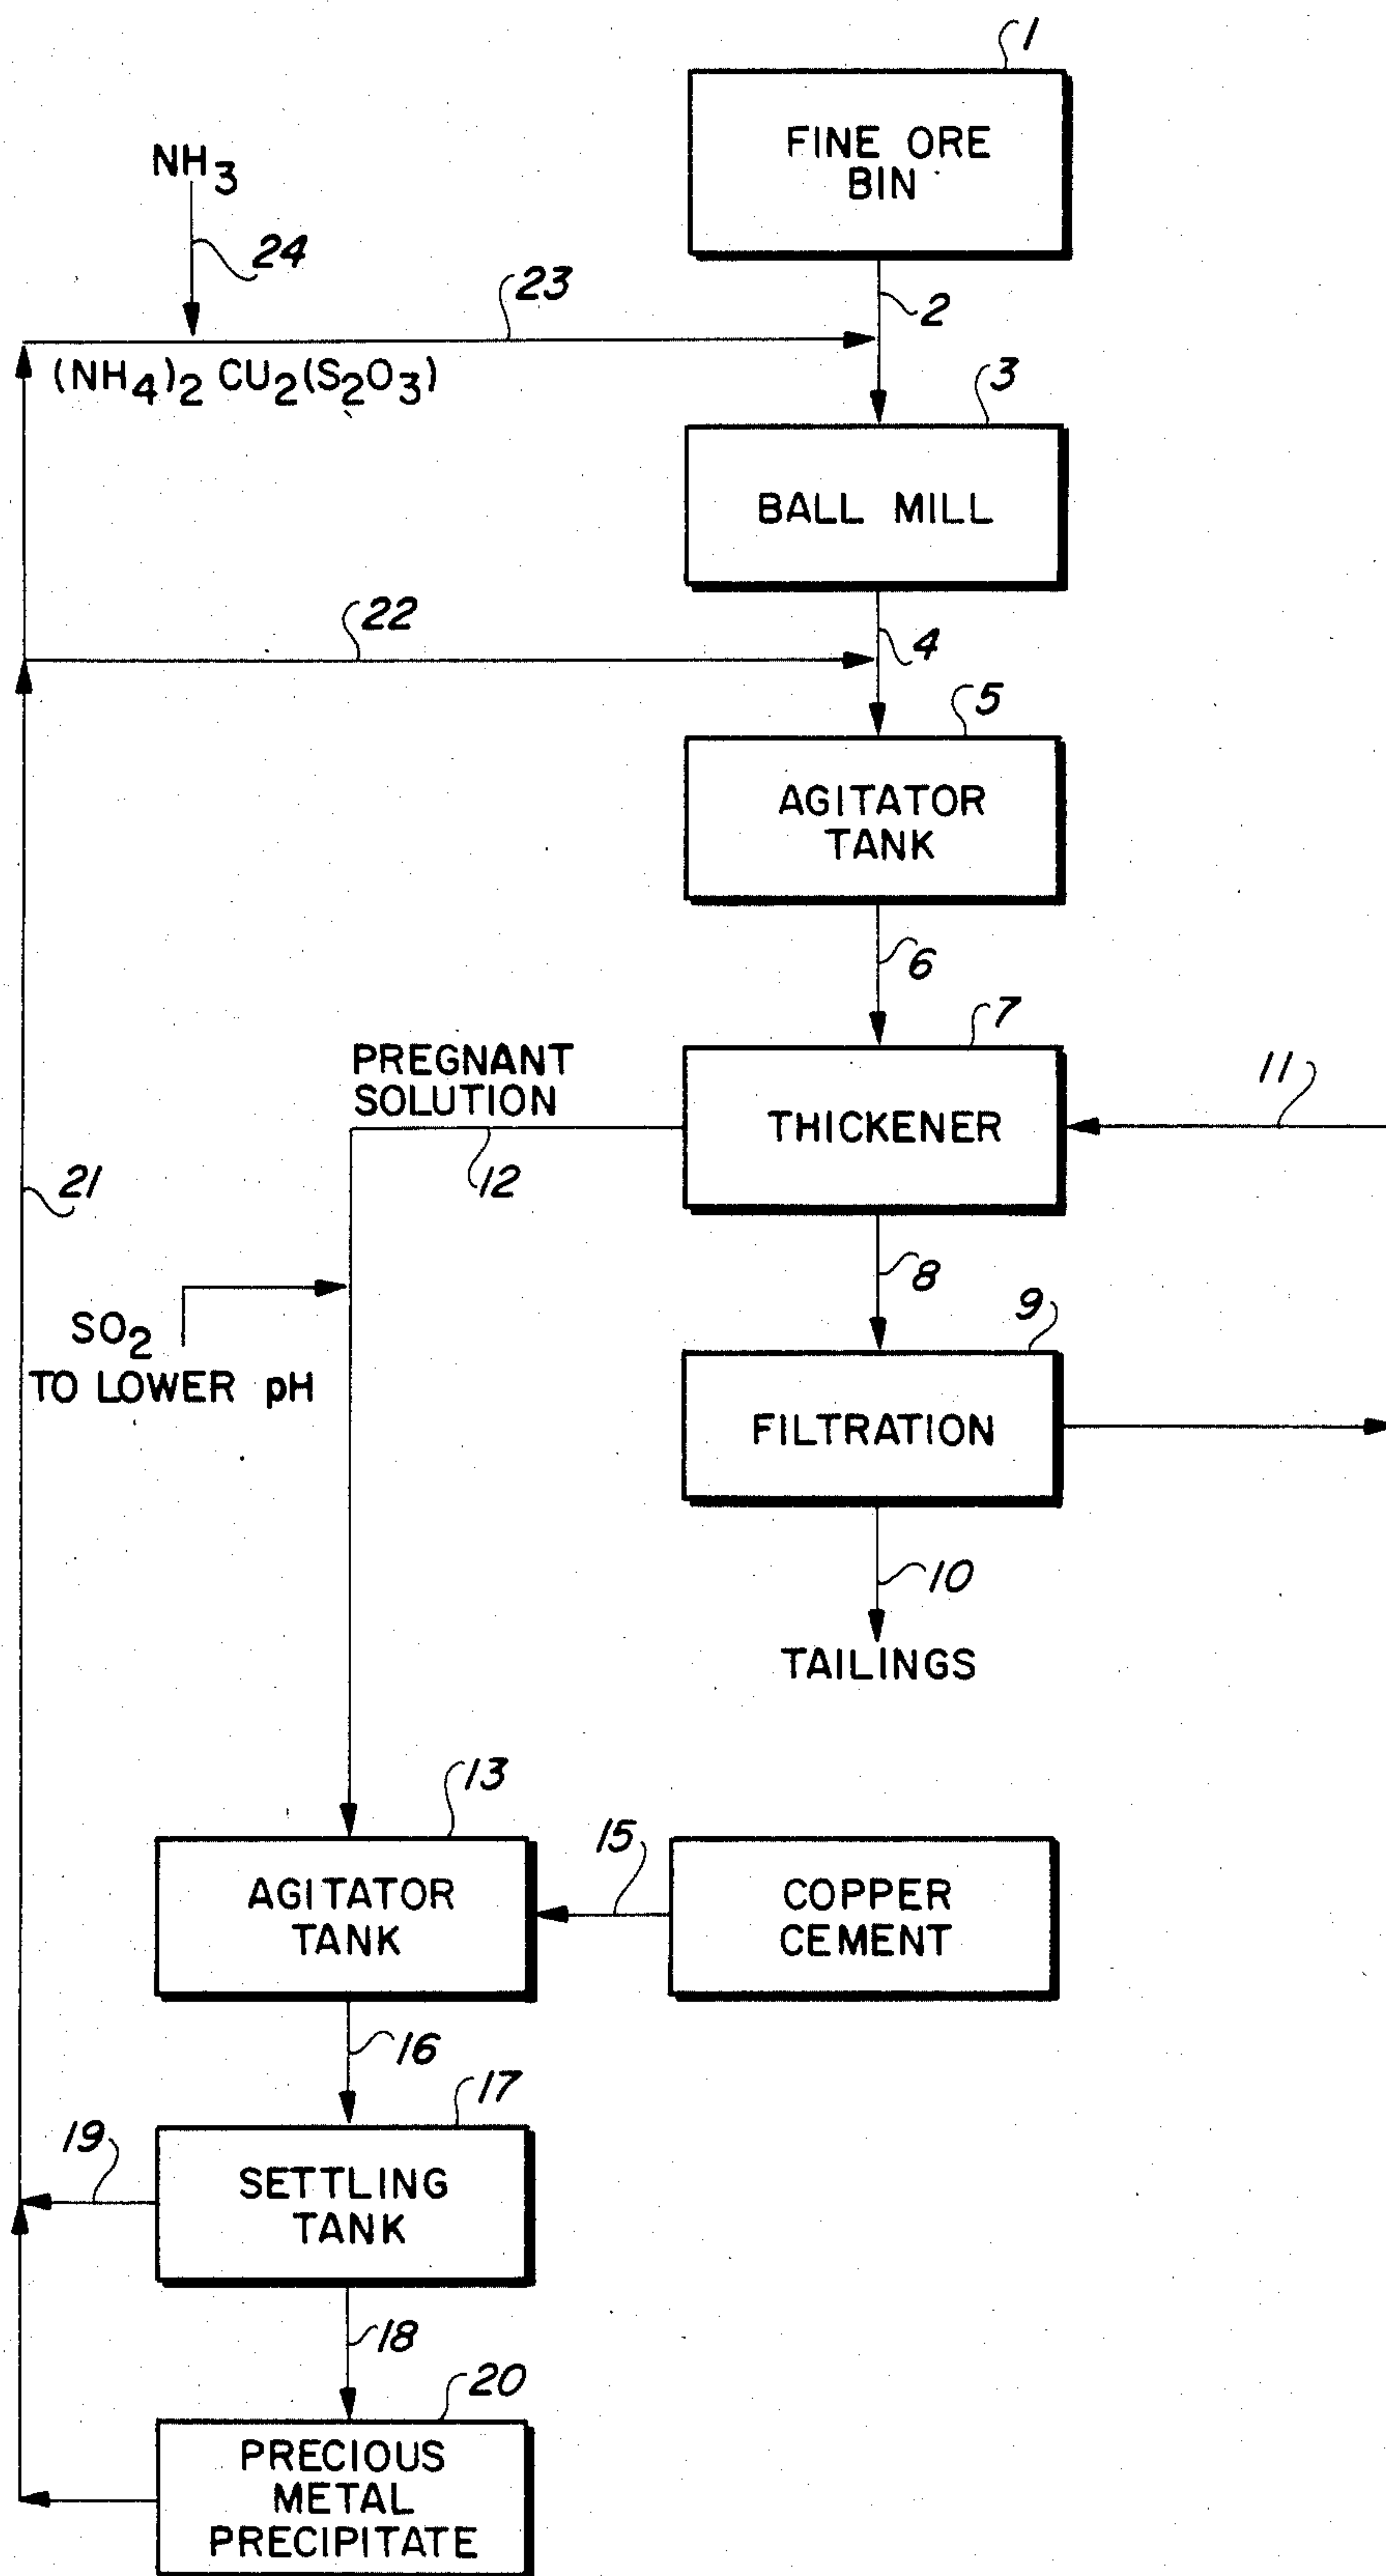 1
FINE ORE
BIN
NH3
24
23
2
(NH4)2 CU2(S2O3)
3
BALL MILL
22
4
5
AGITATOR
TANK
6
7
PREGNANT
SOLUTION
THICKENER
11
12
21
8
SO2
TO LOWER pH
9
FILTRATION
10
TAILINGS
13
15
AGITATOR
TANK
COPPER
CEMENT
16
17
19
SETTLING
TANK
18
20
PRECIOUS
METAL
PRECIPITATE